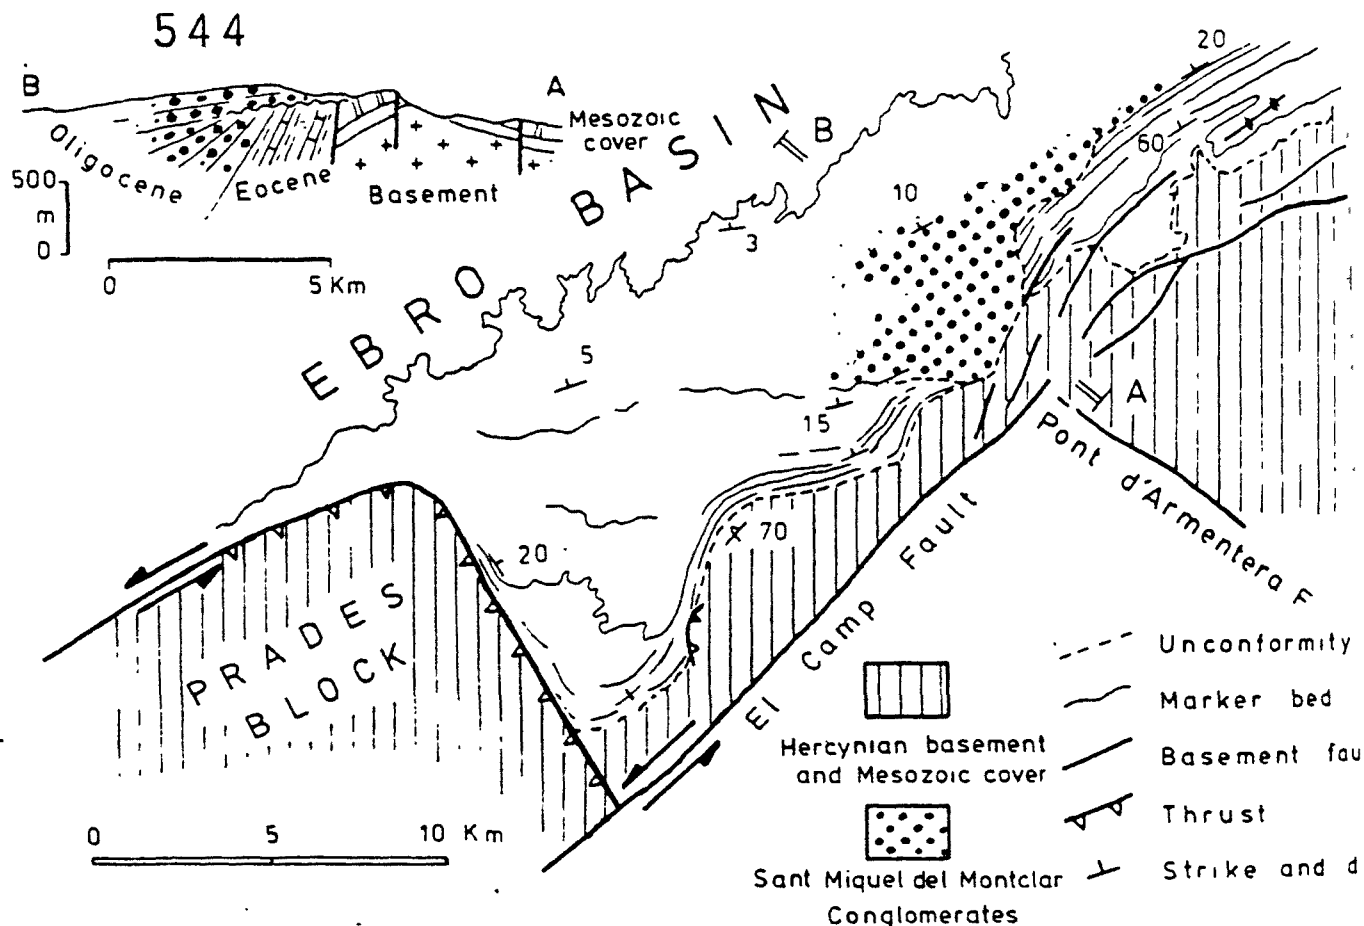 544
B
A
Mesozoic
cover
Oligocene
Eocene
Basement
500
m
0
0 5 Km
EBRO BASIN
B
20
60
10
3
5
15
A
Pont d'Armentera F
70
20
El Camp Fault
PRADES
BLOCK
0 5 10 Km
Hercynian basement
and Mesozoic cover
Sant Miquel del Montclar
Conglomerates
Unconformity
Marker bed
Basement fau
Thrust
Strike and d